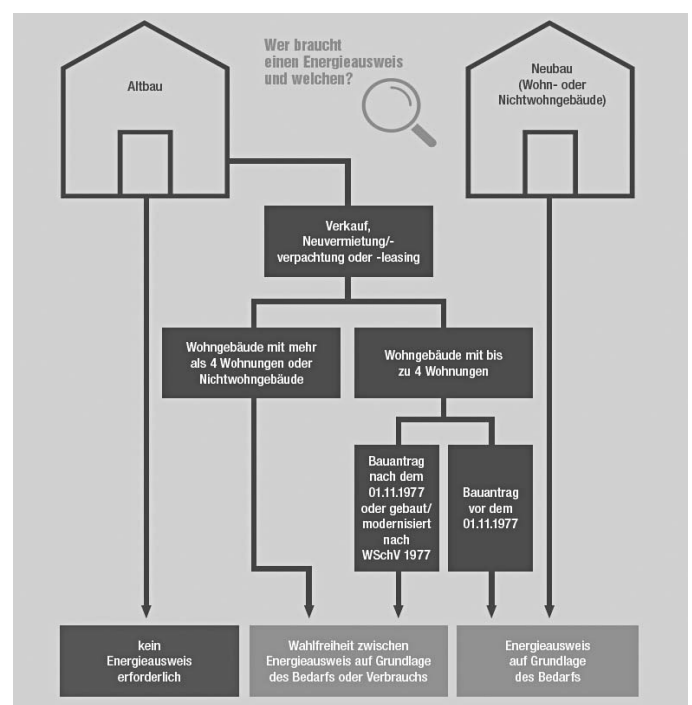 Wer braucht
einen Energieausweis
und welchen?
Altbau
Neubau
(Wohn- oder
Nichtwohngebäude)
Verkauf,
Neuvermietung/-
verpachtung oder -leasing
Wohngebäude mit mehr
als 4 Wohnungen oder
Nichtwohngebäude
Wohngebäude mit bis
zu 4 Wohnungen
Bauantrag
nach dem
01.11.1977
oder gebaut/
modernisiert
nach
WSchV 1977
Bauantrag
vor dem
01.11.1977
kein
Energieausweis
erforderlich
Wahlfreiheit zwischen
Energieausweis auf Grundlage
des Bedarfs oder Verbrauchs
Energieausweis
auf Grundlage
des Bedarfs